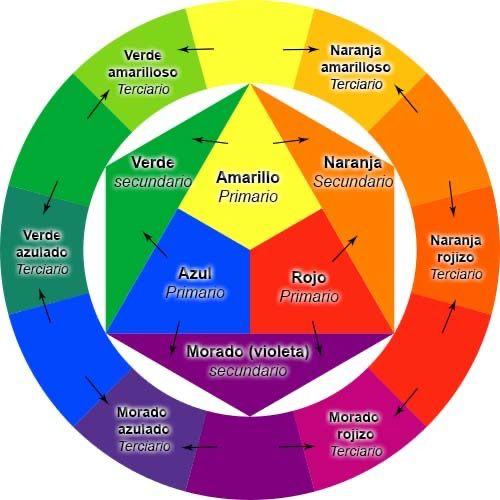 Verde
amarilloso
Terciario
Naranja
amarilloso
Terciario
Verde
secundario
Amarillo
Primario
Naranja
Secundario
Verde
azulado
Terciario
Azul
Primario
Rojo
Primario
Naranja
rojizo
Terciario
Morado (violeta)
secundario
Morado
azulado
Terciario
Morado
rojizo
Terciario